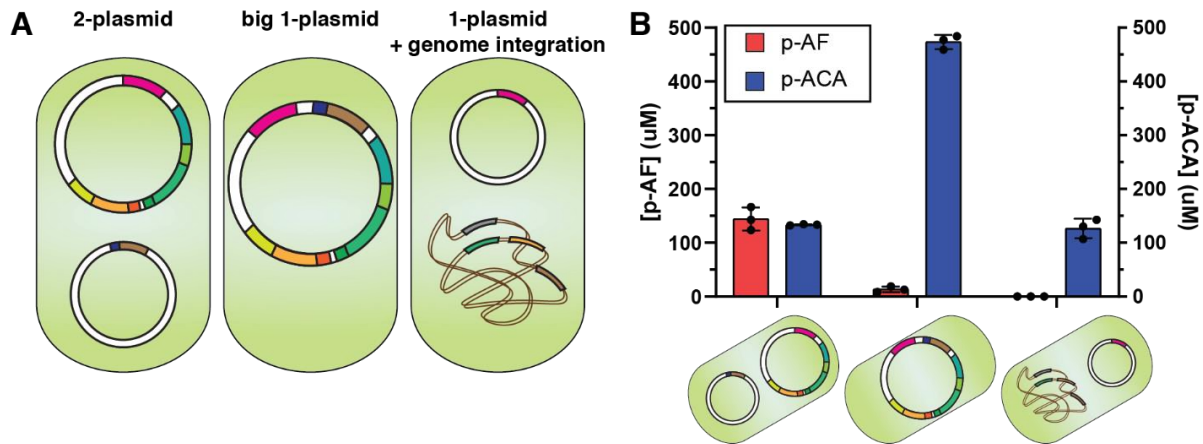 A
2-plasmid
big 1-plasmid
1-plasmid
+ genome integration
B
p-AF
p-ACA
[p-AF] (uM)
500
400
300
200
100
0
500
400
300
200
100
0
[p-ACA] (uM)